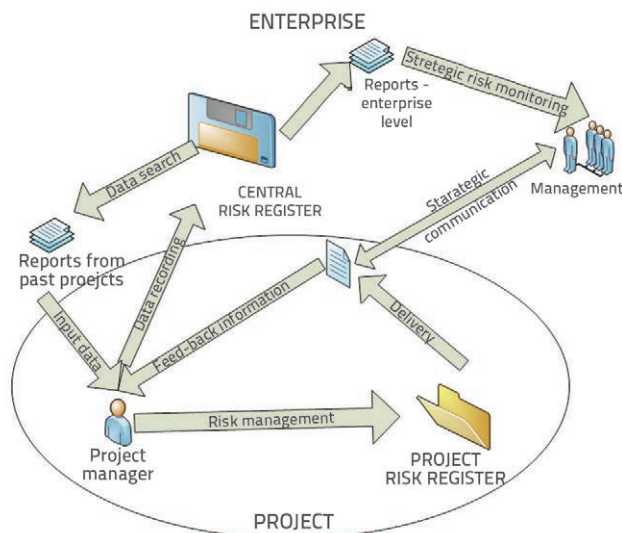 ENTERPRISE
Reports -
enterprise
level
Stretegic risk monitoring
Management
Data search
CENTRAL
RISK REGISTER
Starategic
communication
Reports from
past proejcts
Data recording
Input data
Feed-back information
Delivery
Risk management
Project
manager
PROJECT
RISK REGISTER
PROJECT